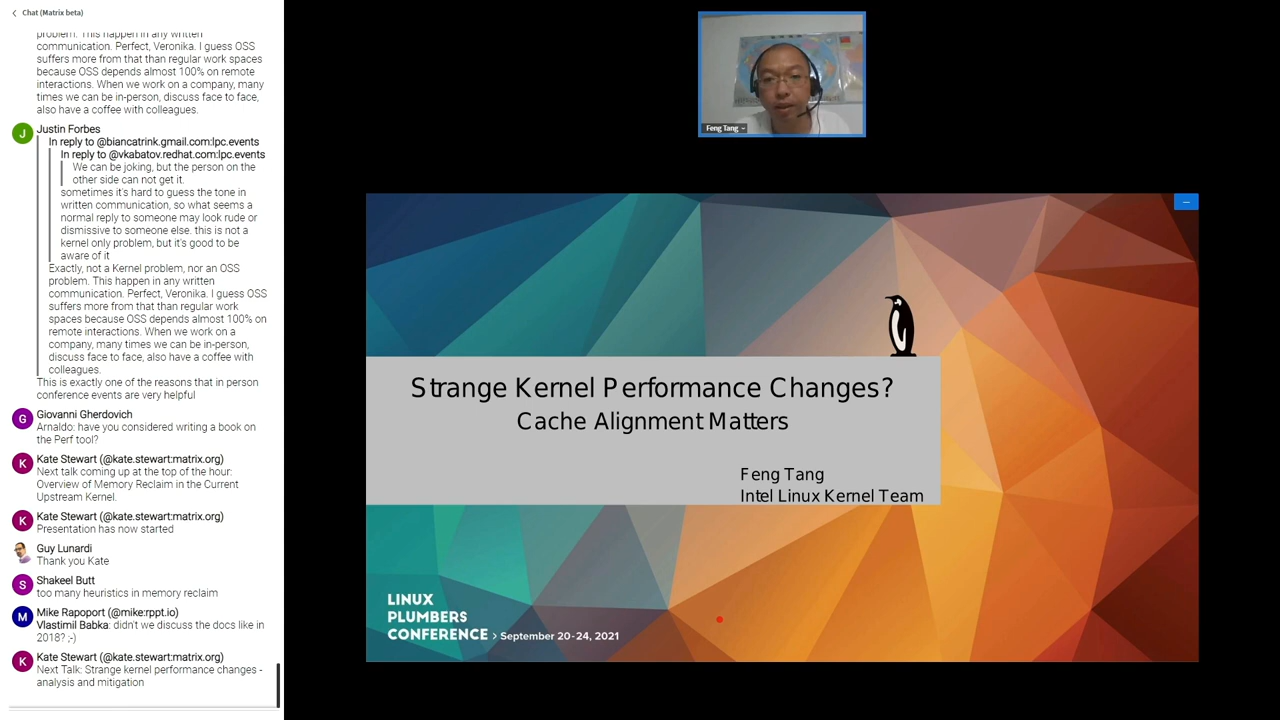 Chat (Matrix beta)
problem. This happen in any written
communication. Perfect, Veronika. I guess OSS
suffers more from that than regular work spaces
because OSS depends almost 100% on remote
interactions. When we work on a company, many
times we can be in-person, discuss face to face,
also have a coffee with colleagues.
J
Justin Forbes
In reply to @biancatrink.gmail.com:lpc.events
In reply to @vkabatov.redhat.com:lpc.events
We can be joking, but the person on the
other side can not get it.
sometimes it's hard to guess the tone in
written communication, so what seems a
normal reply to someone may look rude or
dismissive to someone else. this is not a
kernel only problem, but it's good to be
aware of it
Exactly, not a Kernel problem, nor an OSS
problem. This happen in any written
communication. Perfect, Veronika. I guess OSS
suffers more from that than regular work
spaces because OSS depends almost 100% on
remote interactions. When we work on a
company, many times we can be in-person,
discuss face to face, also have a coffee with
colleagues.
This is exactly one of the reasons that in person
conference events are very helpful
G
Giovanni Gherdovich
Arnaldo: have you considered writing a book on
the Perf tool?
K
Kate Stewart (@kate.stewart:matrix.org)
Next talk coming up at the top of the hour:
Overview of Memory Reclaim in the Current
Upstream Kernel.
K
Kate Stewart (@kate.stewart:matrix.org)
Presentation has now started
Guy Lunardi
Thank you Kate
S
Shakeel Butt
too many heuristics in memory reclaim
M
Mike Rapoport (@mike:rppt.io)
Vlastimil Babka: didn't we discuss the docs like in
2018? ;-)
K
Kate Stewart (@kate.stewart:matrix.org)
Next Talk: Strange kernel performance changes -
analysis and mitigation
Feng Tang
Strange Kernel Performance Changes?
Cache Alignment Matters
Feng Tang
Intel Linux Kernel Team
LINUX
PLUMBERS
CONFERENCE > September 20-24, 2021